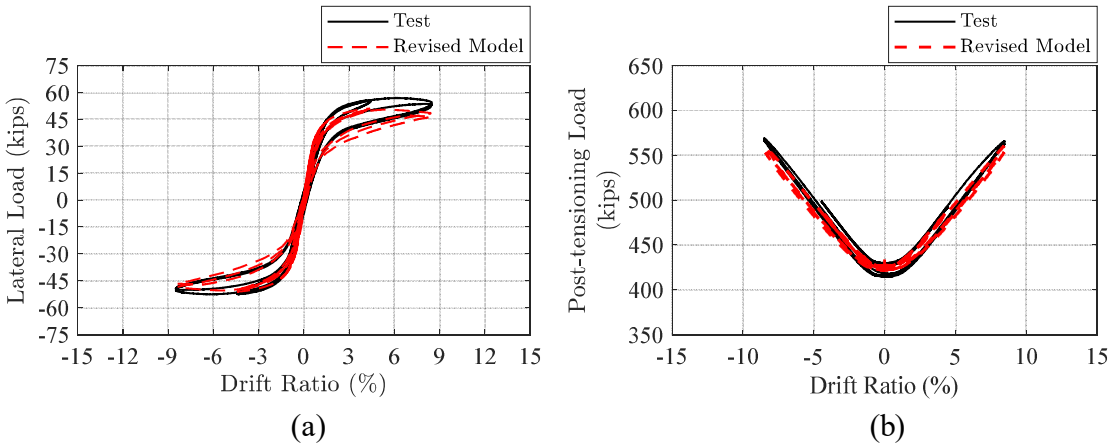 Test
Revised Model
75
60
45
30
15
0
-15
-30
-45
-60
-75
Lateral Load (kips)
-15 -12 -9 -6 -3 0 3 6 9 12 15
Drift Ratio (%)
(a)
Test
Revised Model
650
600
550
500
450
400
350
Post-tensioning Load
(kips)
-15 -10 -5 0 5 10 15
Drift Ratio (%)
(b)